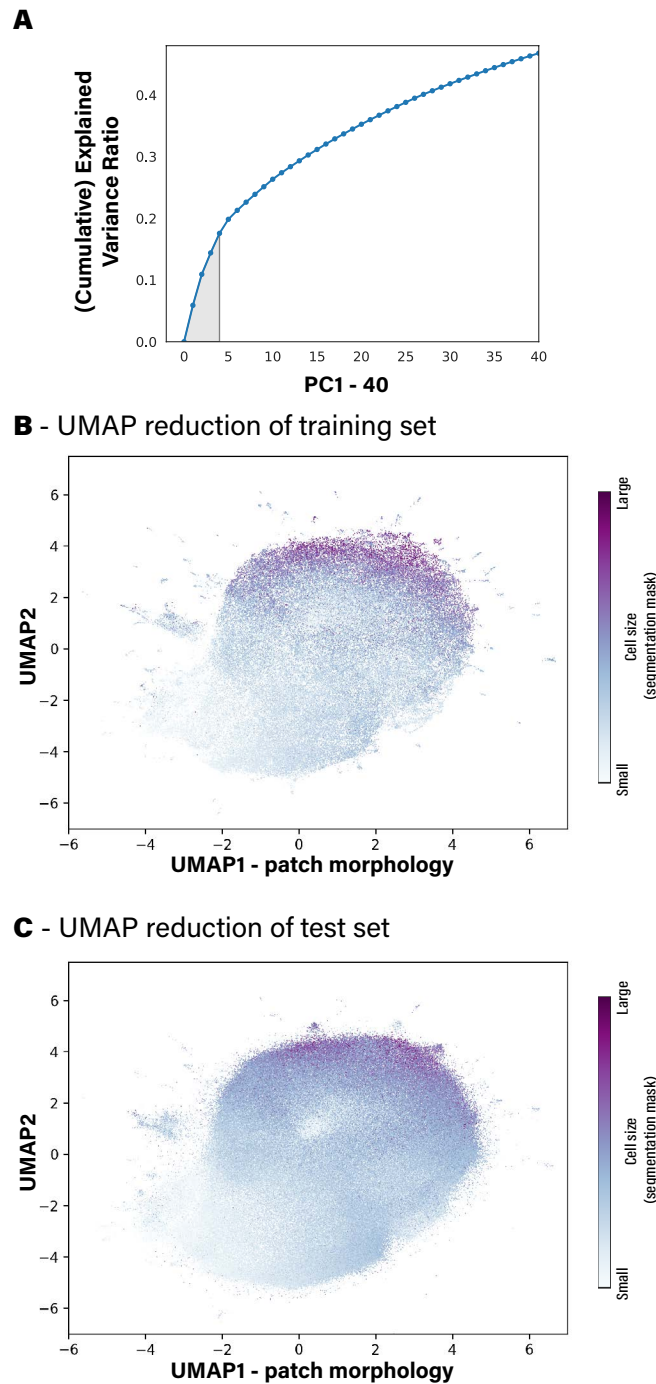 A
(Cumulative) Explained
Variance Ratio
0.4
0.3
0.2
0.1
0.0
0 5 10 15 20 25 30 35 40
PC1 - 40
B - UMAP reduction of training set
UMAP2
6
4
2
0
−2
−4
−6
−6 −4 −2 0 2 4 6
UMAP1 - patch morphology
Large
Cell size
(segmentation mask)
Small
C - UMAP reduction of test set
UMAP2
6
4
2
0
−2
−4
−6
−6 −4 −2 0 2 4 6
UMAP1 - patch morphology
Large
Cell size
(segmentation mask)
Small